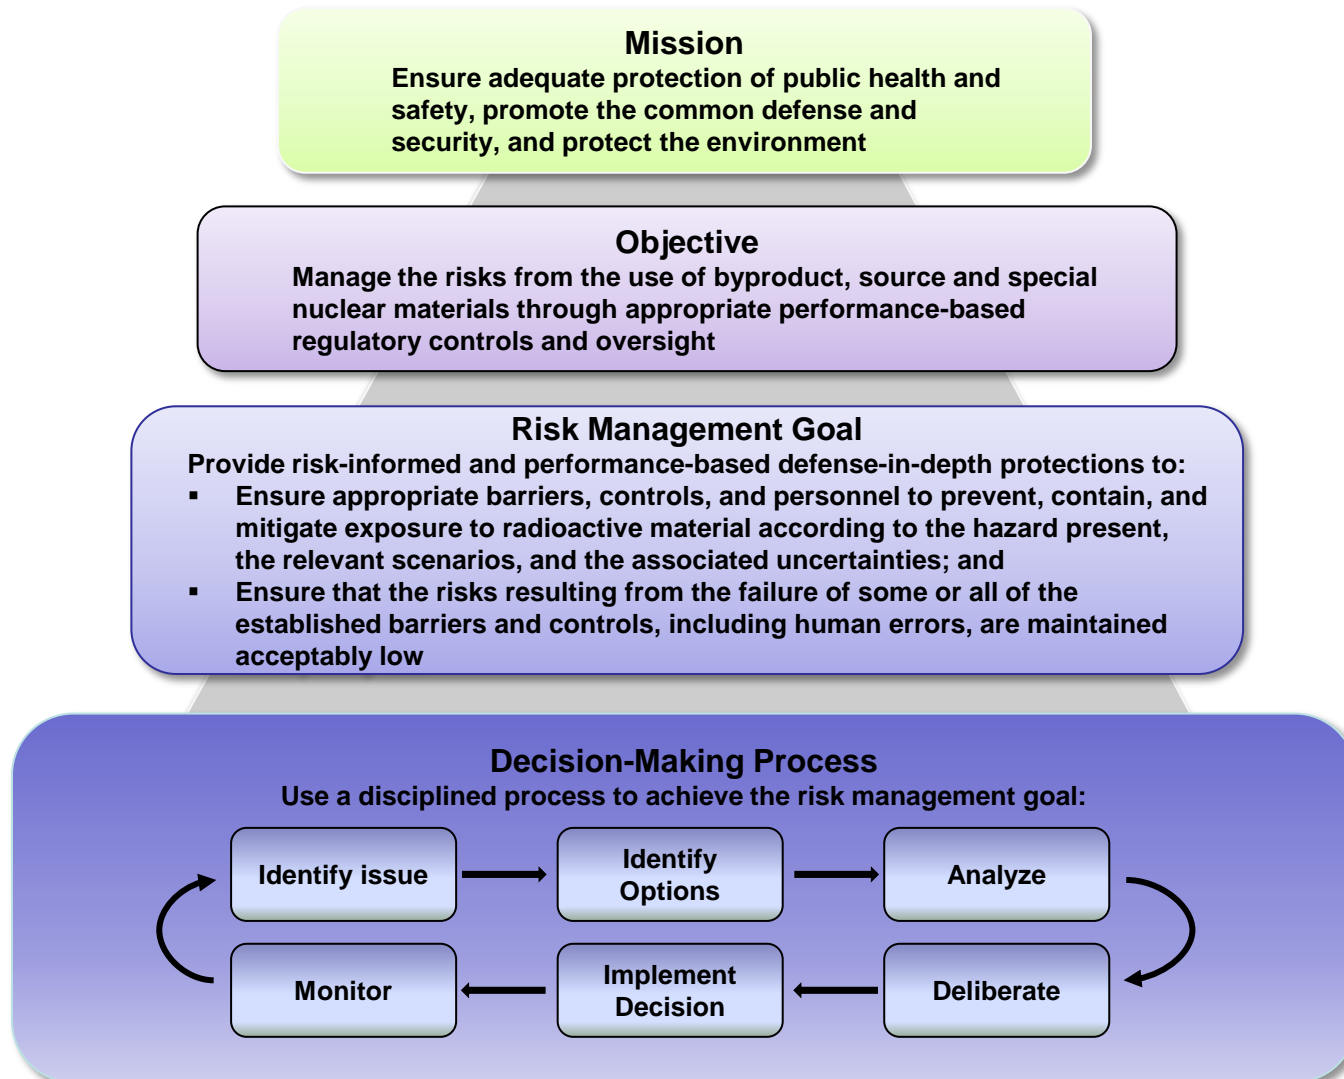 Mission
Ensure adequate protection of public health and
safety, promote the common defense and
security, and protect the environment
Objective
Manage the risks from the use of byproduct, source and special
nuclear materials through appropriate performance-based
regulatory controls and oversight
Risk Management Goal
Provide risk-informed and performance-based defense-in-depth protections to:
▪ Ensure appropriate barriers, controls, and personnel to prevent, contain, and
mitigate exposure to radioactive material according to the hazard present,
the relevant scenarios, and the associated uncertainties; and
▪ Ensure that the risks resulting from the failure of some or all of the
established barriers and controls, including human errors, are maintained
acceptably low
Decision-Making Process
Use a disciplined process to achieve the risk management goal:
Identify issue
Identify
Options
Analyze
Monitor
Implement
Decision
Deliberate